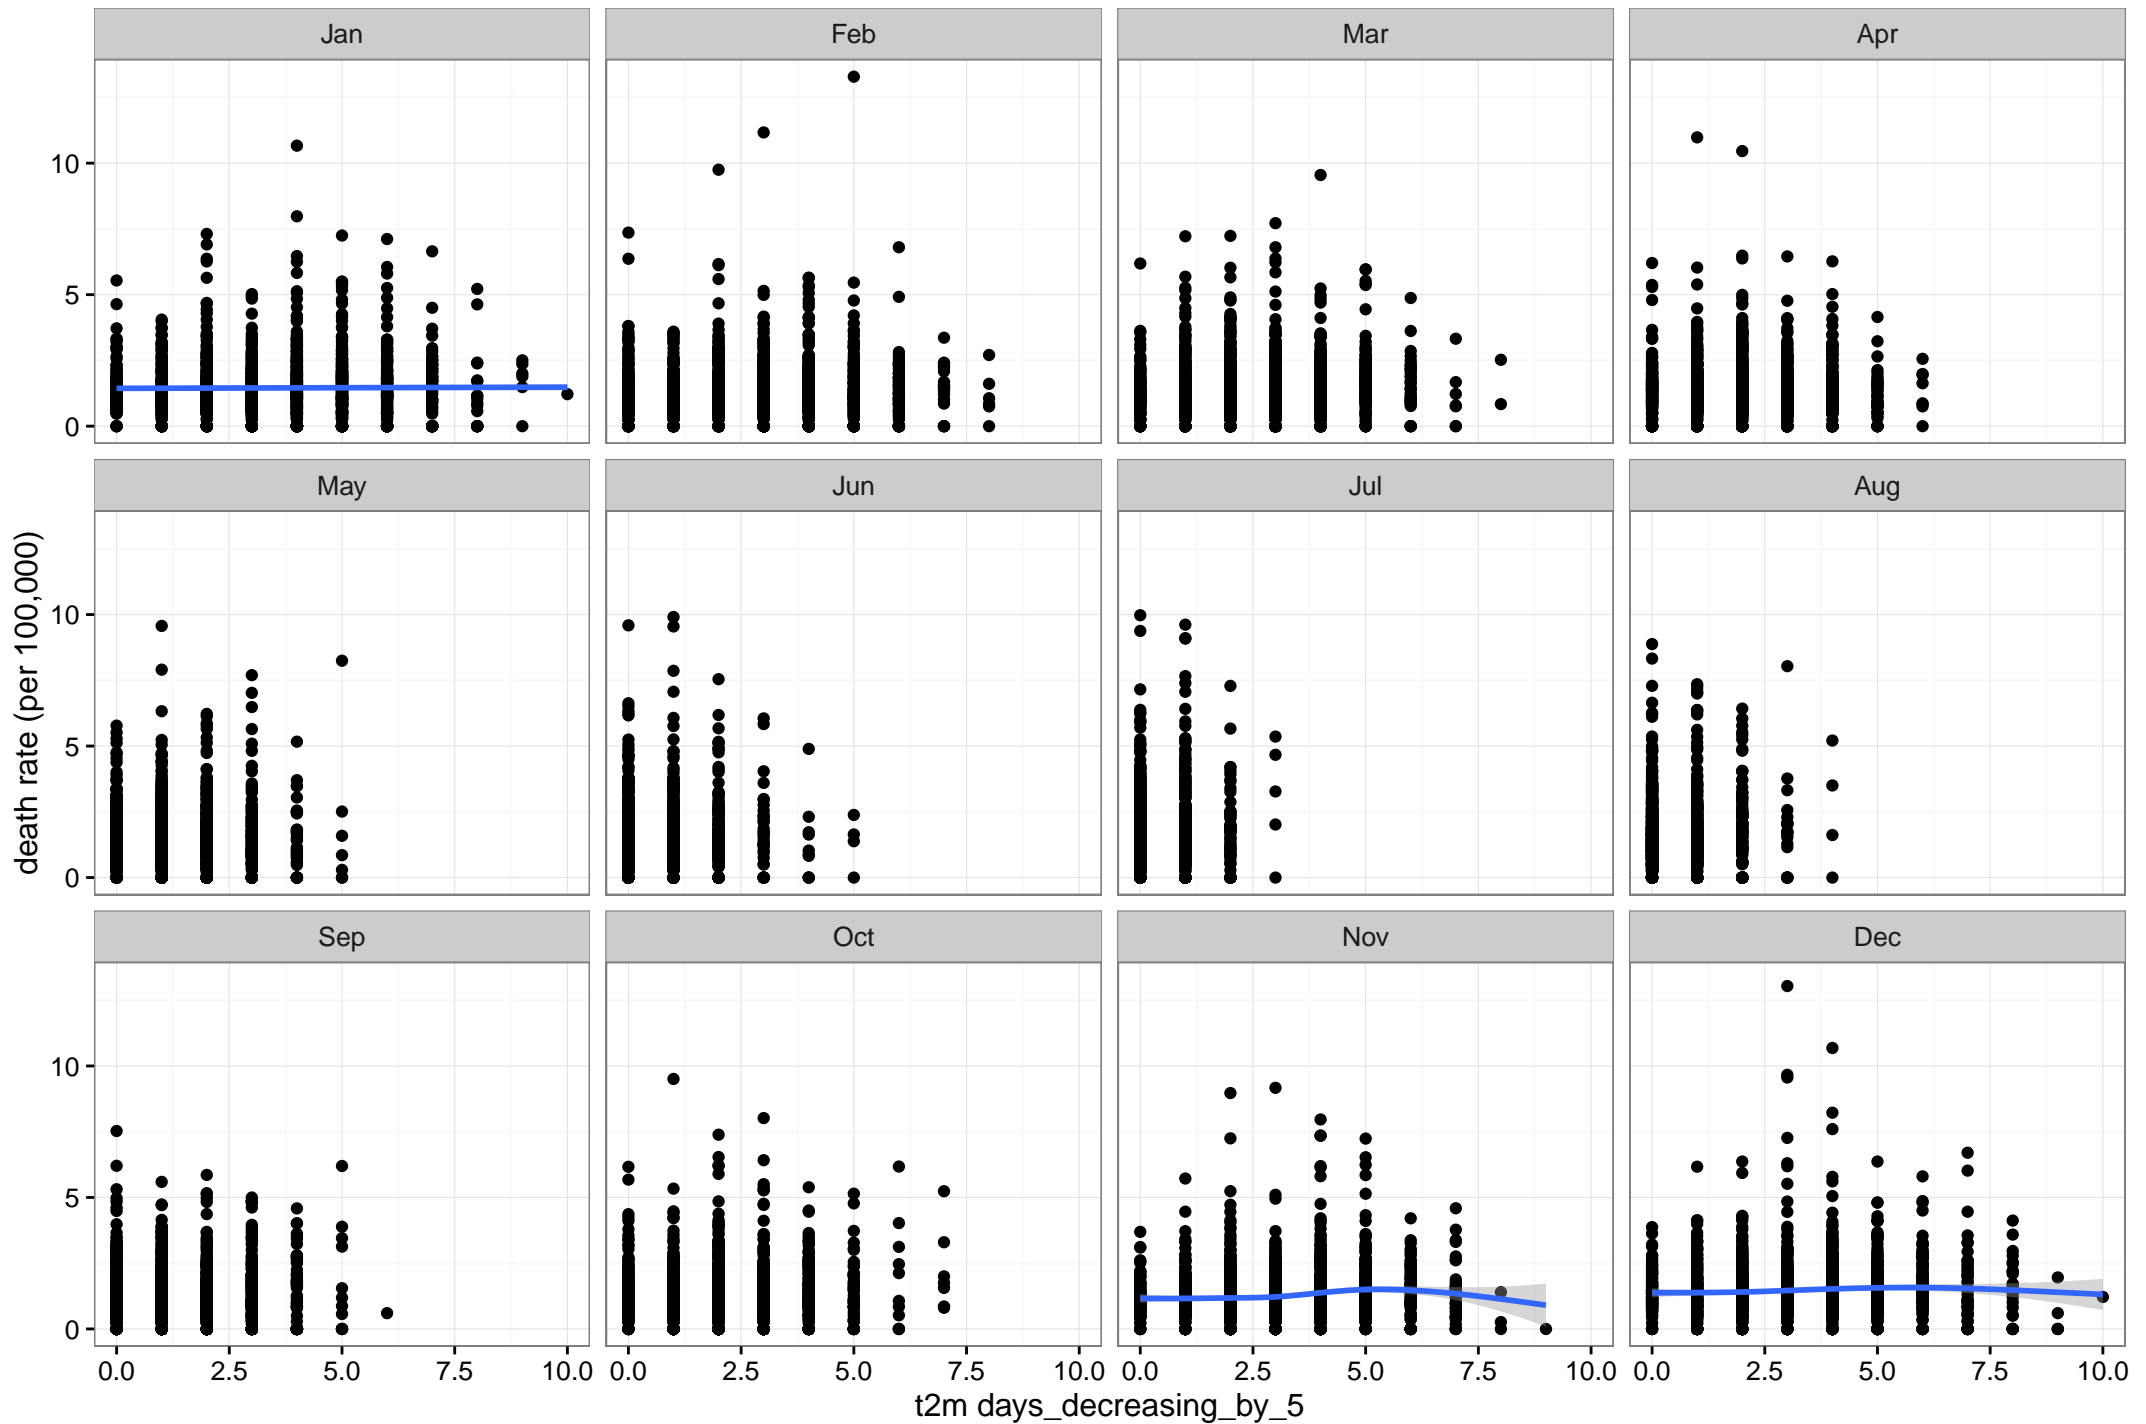 Jan Feb Mar Apr
10
5
0
May Jun Jul Aug
10
5
0
death rate (per 100,000)
Sep Oct Nov Dec
10
5
0
0.0 2.5 5.0 7.5 10.0 0.0 2.5 5.0 7.5 10.0 0.0 2.5 5.0 7.5 10.0 0.0 2.5 5.0 7.5 10.0
t2m days_decreasing_by_5